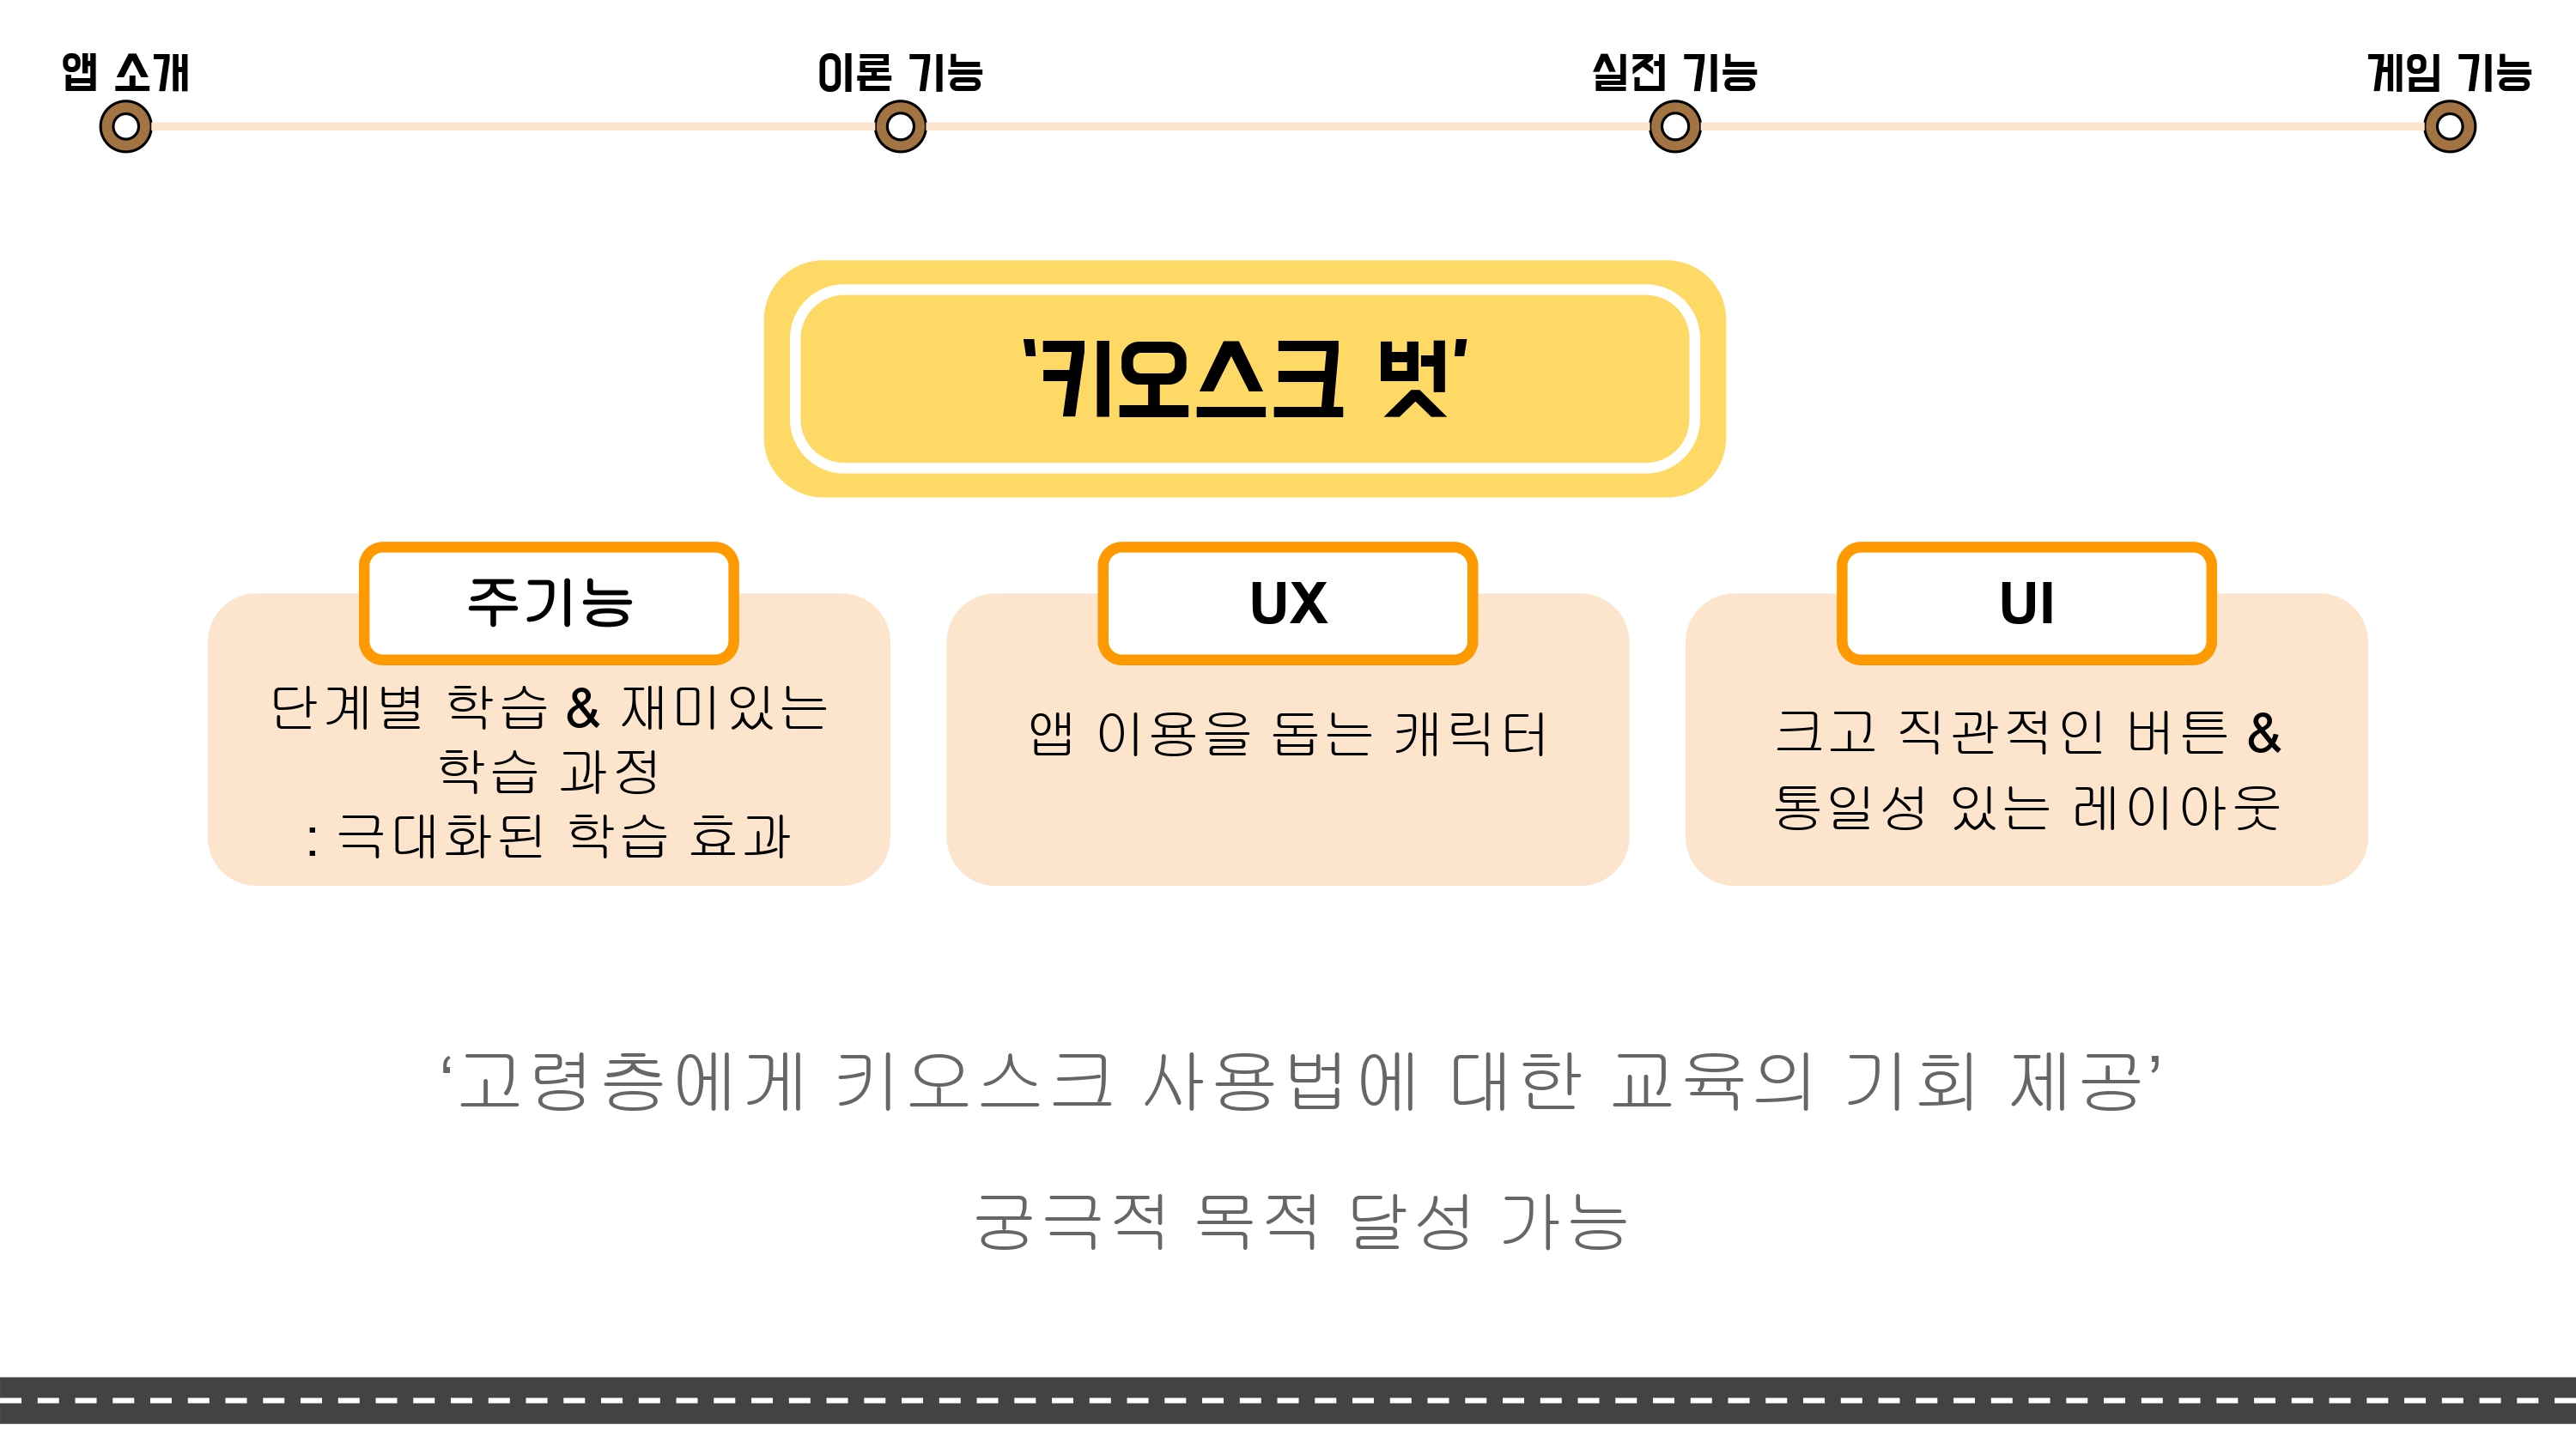 앱 소개
이론 기능
실전 기능
게임 기능
‘키오스크 벗’
주기능
단계별 학습 & 재미있는
학습 과정
: 극대화된 학습 효과
UX
앱 이용을 돕는 캐릭터
UI
크고 직관적인 버튼 &
통일성 있는 레이아웃
‘고령층에게 키오스크 사용법에 대한 교육의 기회 제공’
궁극적 목적 달성 가능